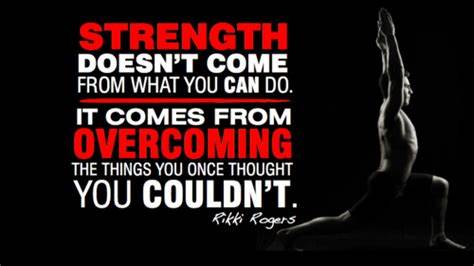 STRENGTH
DOESN'T COME
FROM WHAT YOU CAN DO.
IT COMES FROM
OVERCOMING
THE THINGS YOU ONCE THOUGHT
YOU COULDN'T.
Rikki Rogers